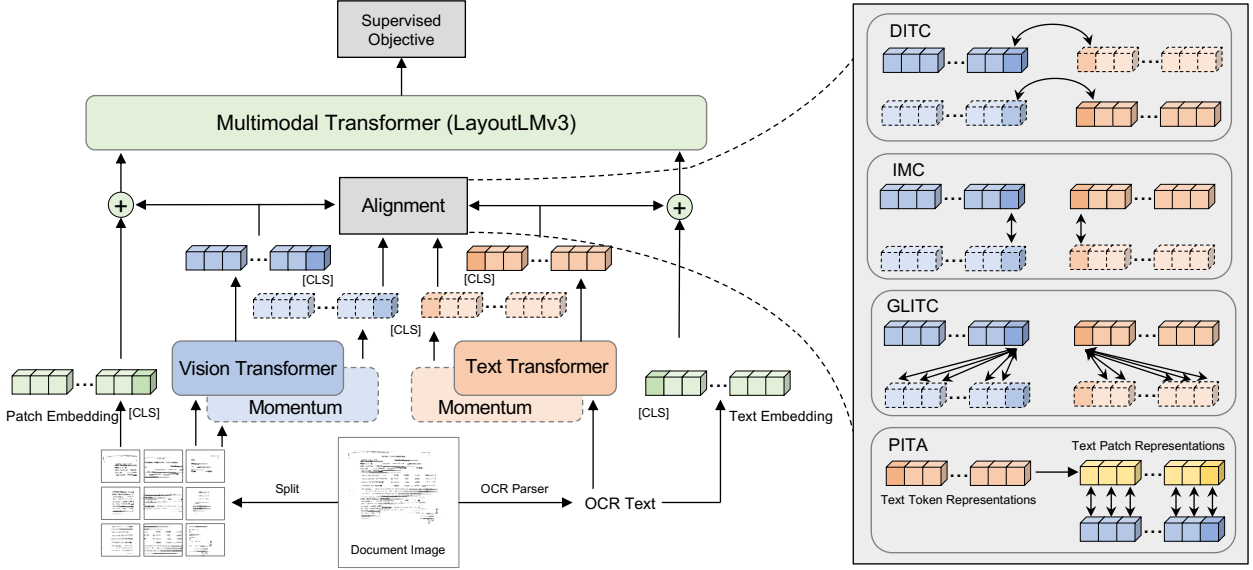 Supervised
Objective
Multimodal Transformer (LayoutLMv3)
+
Alignment
+
[CLS]
[CLS]
[CLS]
Vision Transformer
Momentum
Text Transformer
Momentum
Patch Embedding
[CLS]
[CLS]
Text Embedding
Split
OCR Parser
OCR Text
Document Image
DITC
IMC
GLITC
PITA
Text Patch Representations
Text Token Representations